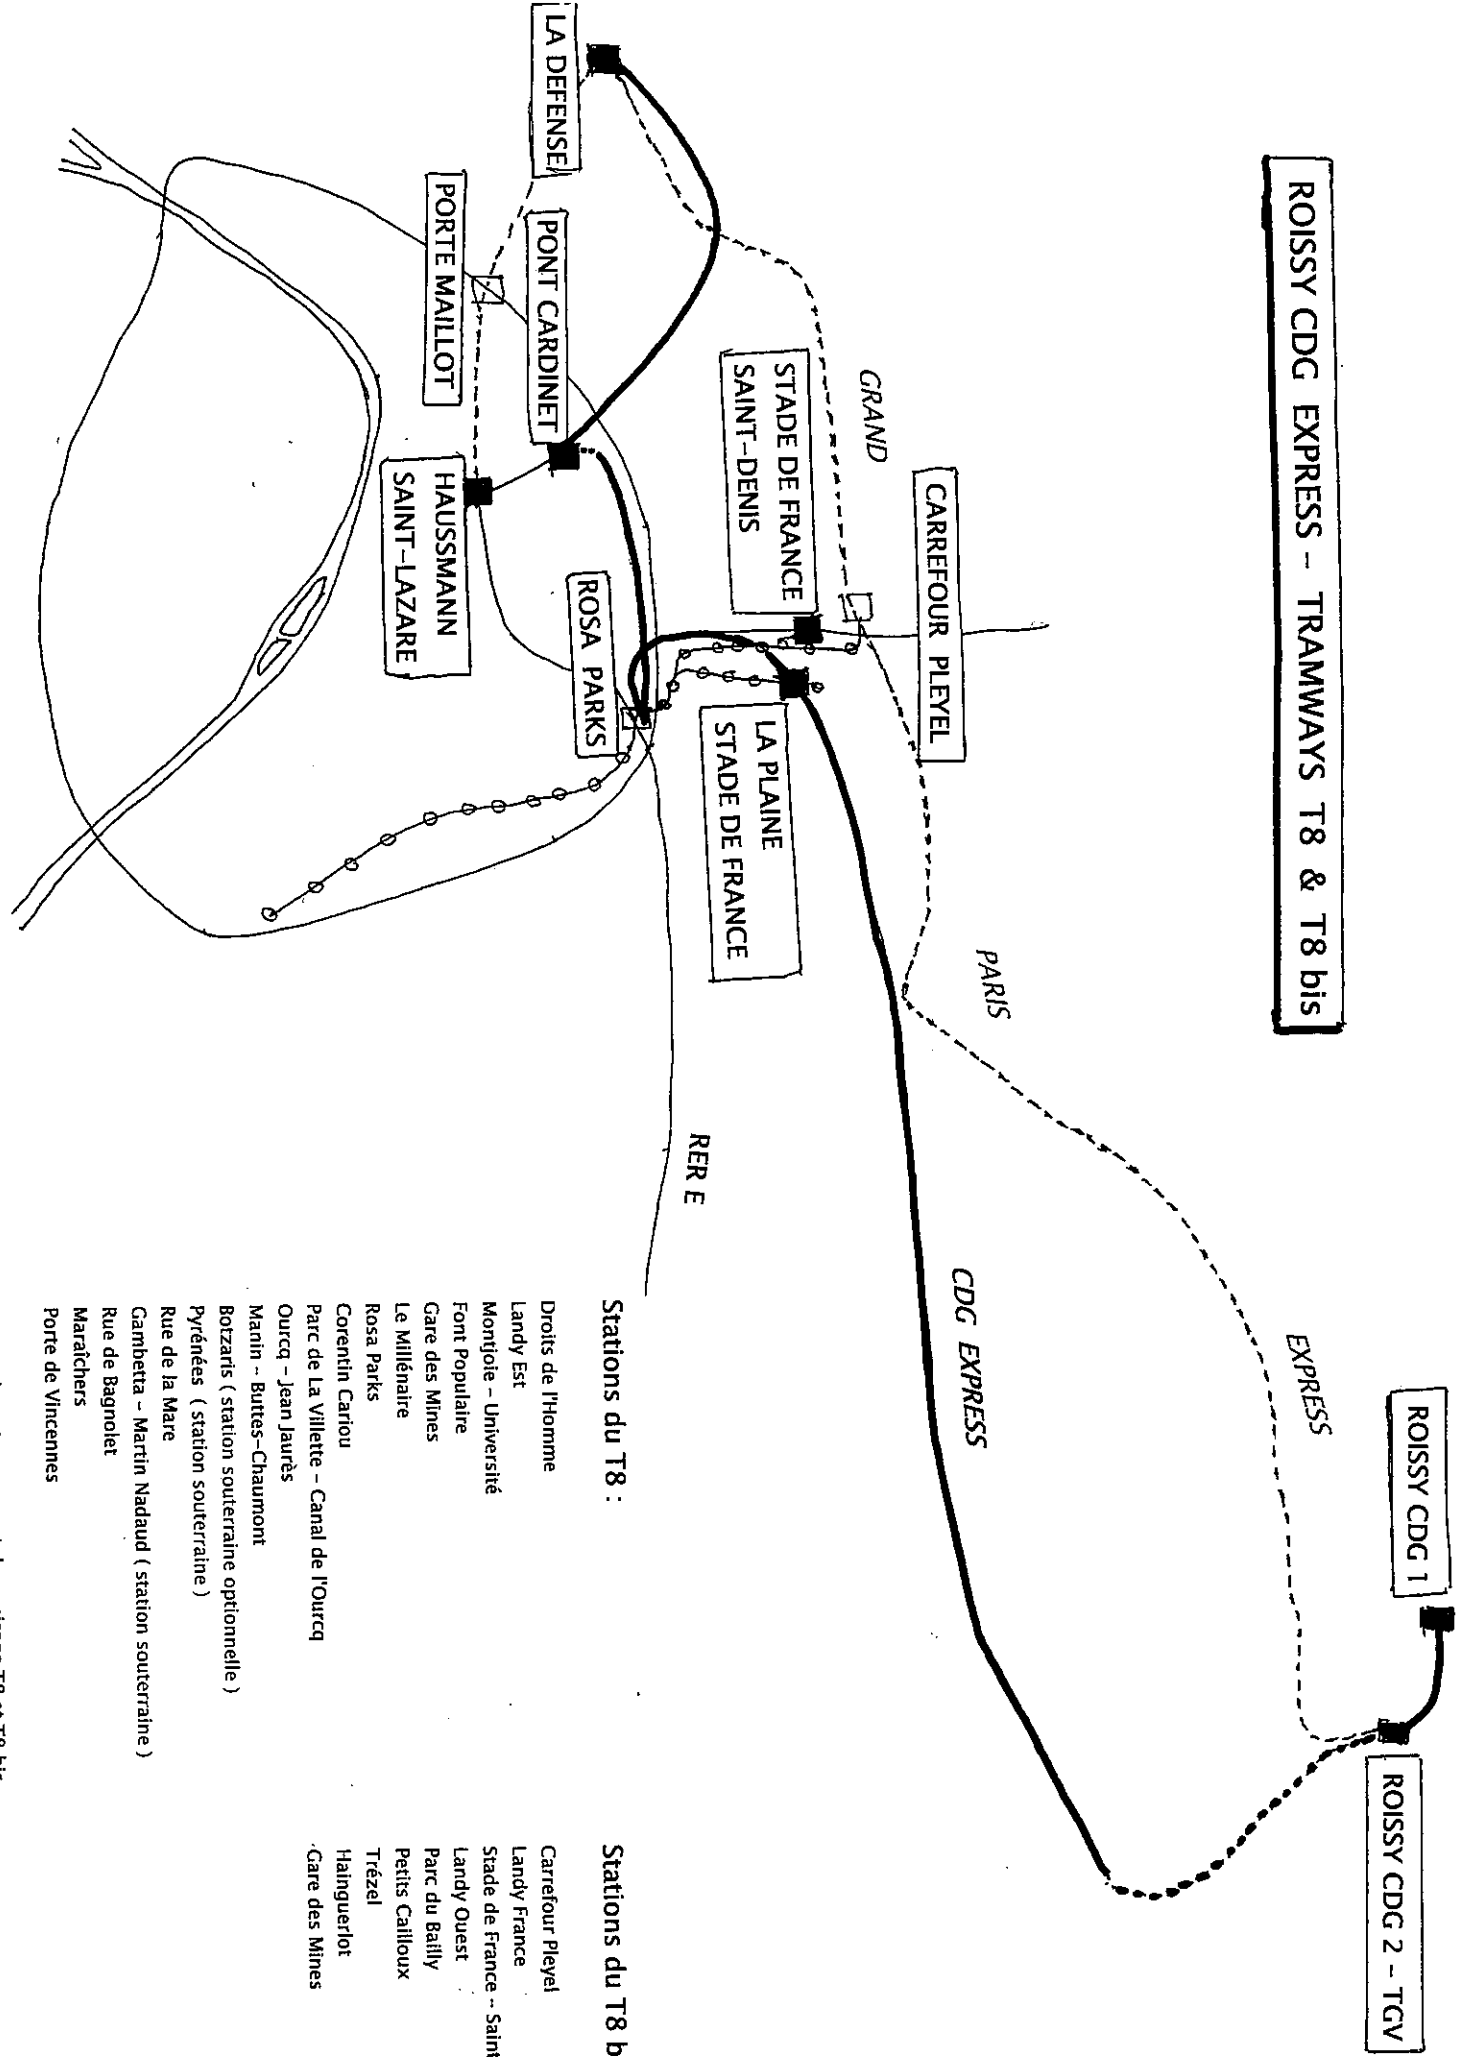 ROISSY CDG EXPRESS – TRAMWAYS T8 & T8 bis
ROISSY CDG 1
ROISSY CDG 2 – TGV
EXPRESS
PARIS
GRAND
CDG EXPRESS
CARREFOUR PLEYEL
STADE DE FRANCE
SAINT-DENIS
LA PLAINE
STADE DE FRANCE
LA DEFENSE
PONT CARDINET
PORTE MAILLOT
HAUSSMANN
SAINT-LAZARE
ROSA PARKS
RER E
Stations du T8 :
Droits de l'Homme
Landy Est
Montjoie – Université
Font Populaire
Gare des Mines
Le Millénaire
Rosa Parks
Corentin Cariou
Parc de La Villette – Canal de l'Ourcq
Ourcq – Jean Jaurès
Manin – Buttes-Chaumont
Botzaris ( station souterraine optionnelle )
Pyrénées ( station souterraine )
Rue de la Mare
Gambetta – Martin Nadaud ( station souterraine )
Rue de Bagnolet
Maraîchers
Porte de Vincennes
Stations du T8 b
Carrefour Pleyel
Landy France
Stade de France – Saint
Landy Ouest
Parc du Bailly
Petits Cailloux
Trézel
Hainguerlot
Gare des Mines
T8 et T8 bis